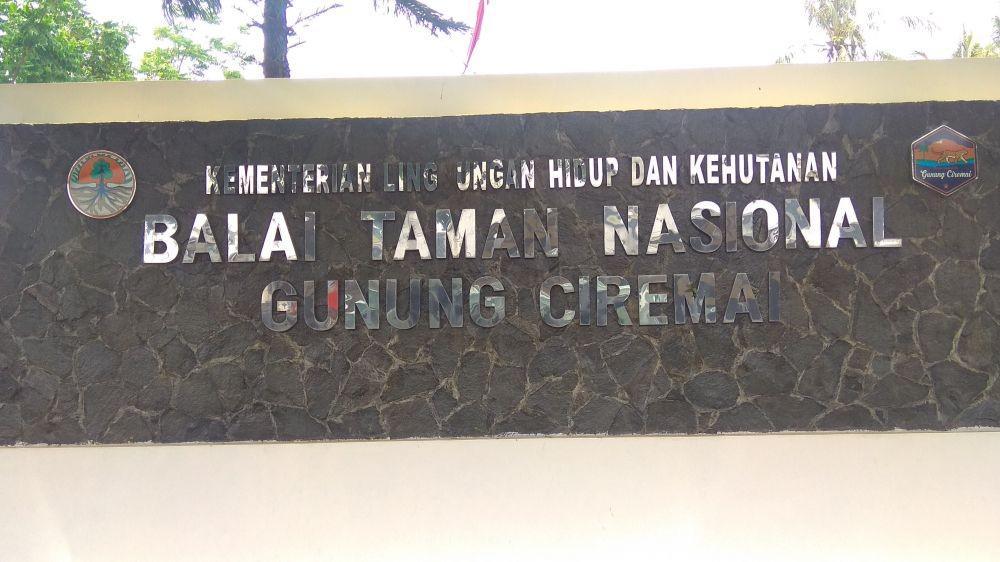 KEMENTERIAN LING UNGAN HIDUP DAN KEHUTANAN
BALAI TAMAN NASIONAL
GUNUNG CIREMAI
Gunung Ciremai